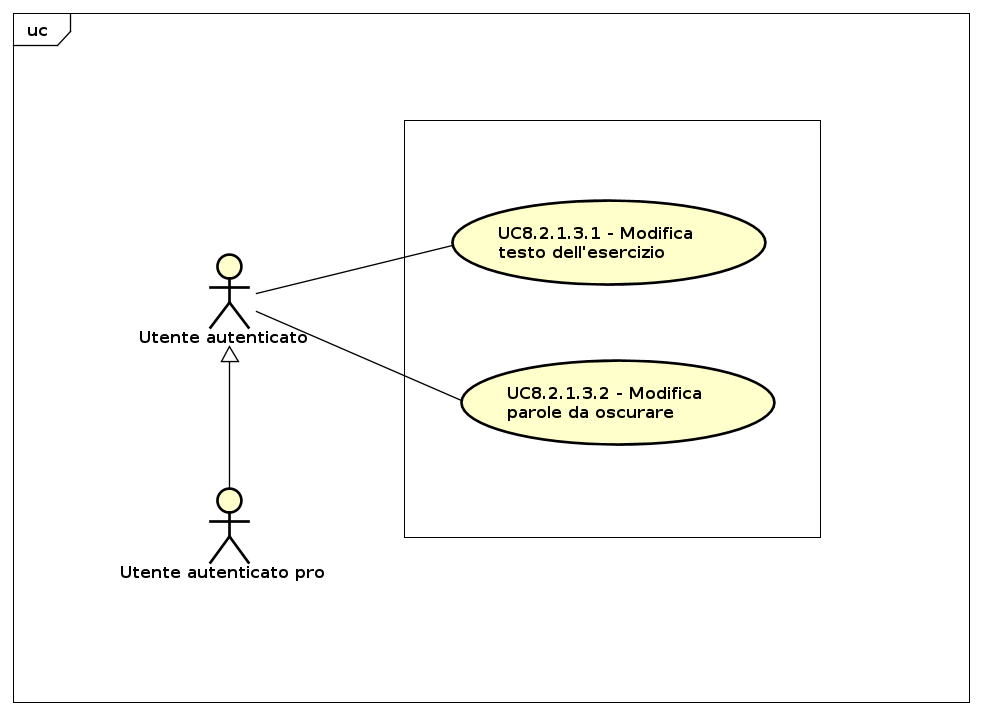 uc
UC8.2.1.3.1 - Modifica
testo dell'esercizio
Utente autenticato
UC8.2.1.3.2 - Modifica
parole da oscurare
Utente autenticato pro